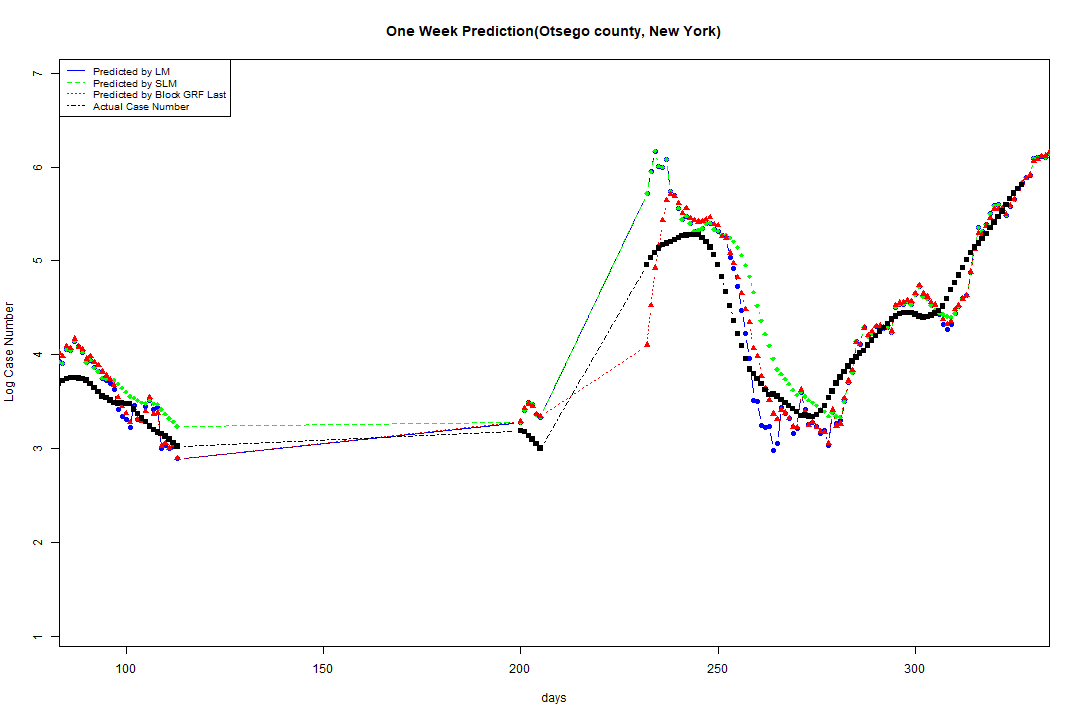 One Week Prediction(Otsego county, New York)
Predicted by LM
Predicted by SLM
Predicted by Block GRF Last
Actual Case Number
7
6
5
4
3
2
1
Log Case Number
100 150 200 250 300
days